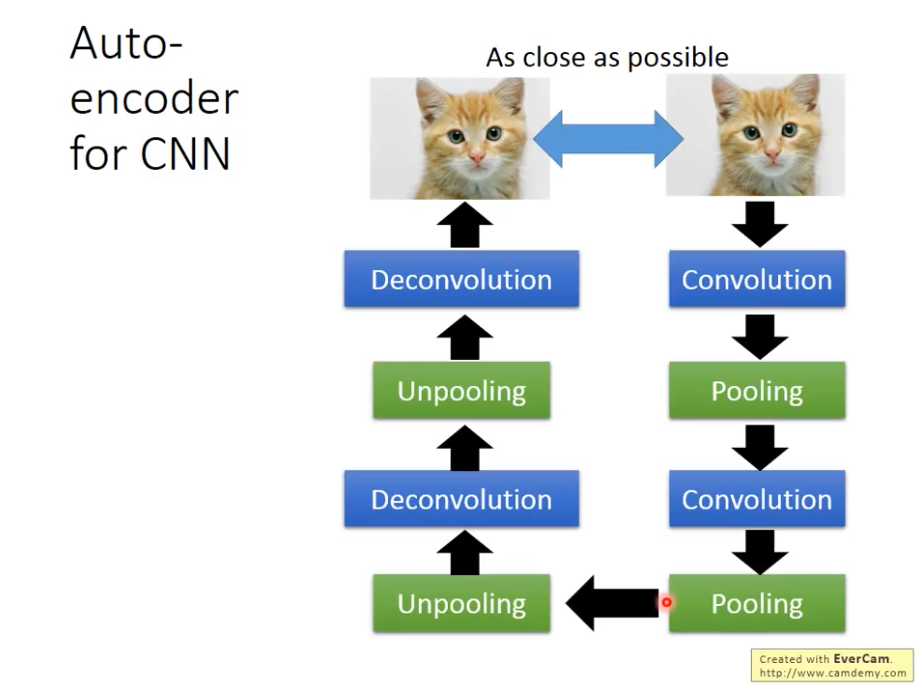 Auto-
encoder
for CNN
As close as possible
Deconvolution
Convolution
Unpooling
Pooling
Deconvolution
Convolution
Unpooling
Pooling
Created with EverCam.
http://www.camdemy.com